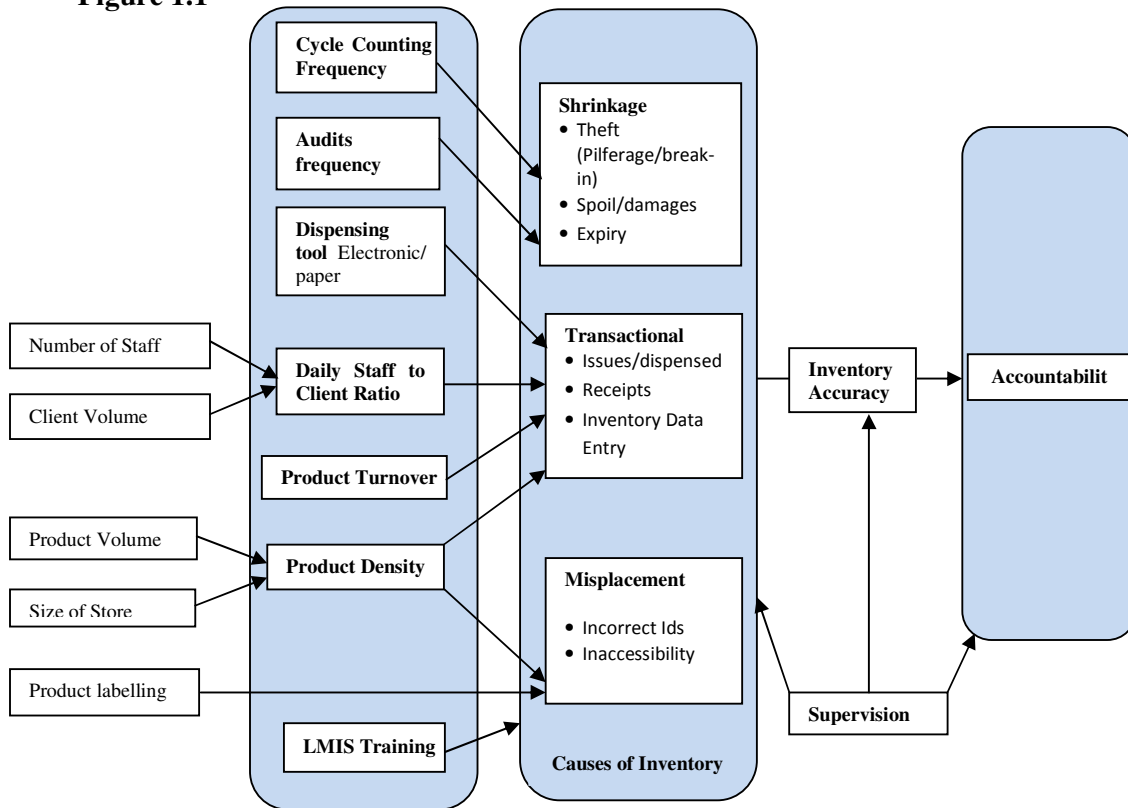 Figure 1.1
Cycle Counting
Frequency
Audits
frequency
Dispensing
tool Electronic/
paper
Number of Staff
Client Volume
Daily Staff to
Client Ratio
Product Turnover
Product Volume
Size of Store
Product Density
Product labelling
LMIS Training
Shrinkage
• Theft
(Pilferage/break-
in)
• Spoil/damages
• Expiry
Transactional
• Issues/dispensed
• Receipts
• Inventory Data
Entry
Misplacement
• Incorrect Ids
• Inaccessibility
Causes of Inventory
Inventory
Accuracy
Supervision
Accountabilit